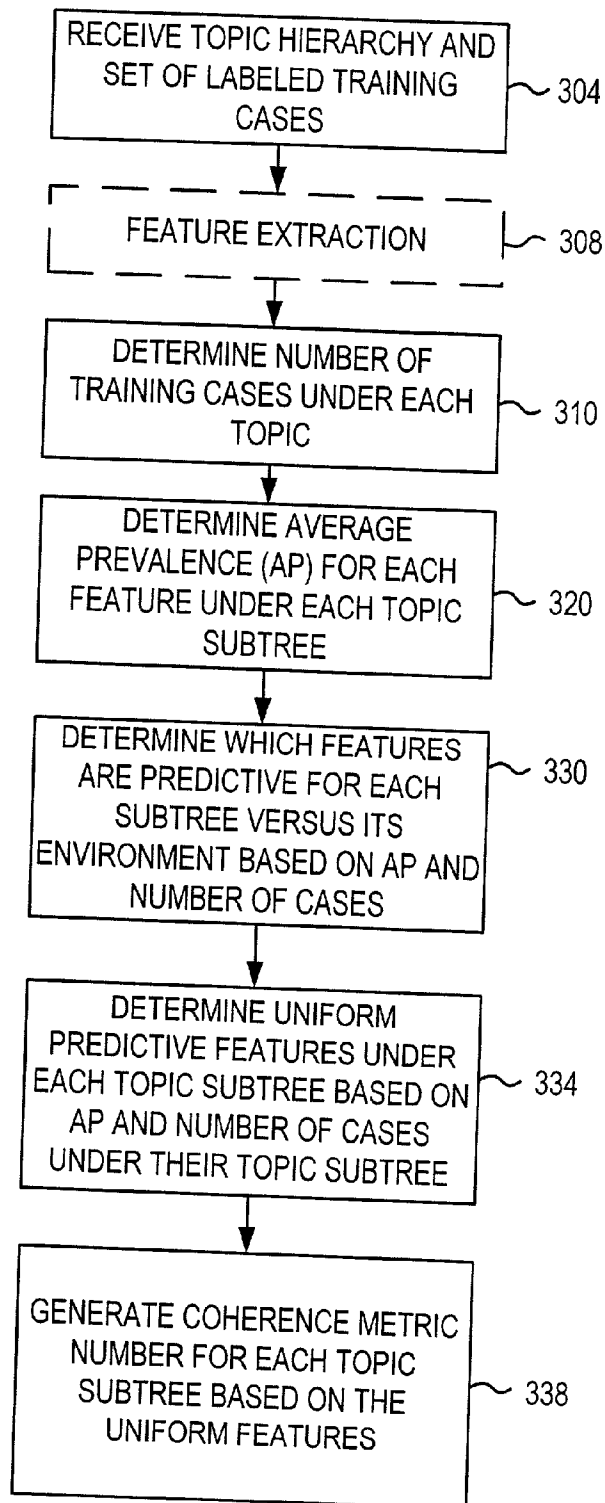 RECEIVE TOPIC HIERARCHY AND
SET OF LABELED TRAINING
CASES
304
FEATURE EXTRACTION
308
DETERMINE NUMBER OF
TRAINING CASES UNDER EACH
TOPIC
310
DETERMINE AVERAGE
PREVALENCE (AP) FOR EACH
FEATURE UNDER EACH TOPIC
SUBTREE
320
DETERMINE WHICH FEATURES
ARE PREDICTIVE FOR EACH
SUBTREE VERSUS ITS
ENVIRONMENT BASED ON AP AND
NUMBER OF CASES
330
DETERMINE UNIFORM
PREDICTIVE FEATURES UNDER
EACH TOPIC SUBTREE BASED ON
AP AND NUMBER OF CASES
UNDER THEIR TOPIC SUBTREE
334
GENERATE COHERENCE METRIC
NUMBER FOR EACH TOPIC
SUBTREE BASED ON THE
UNIFORM FEATURES
338